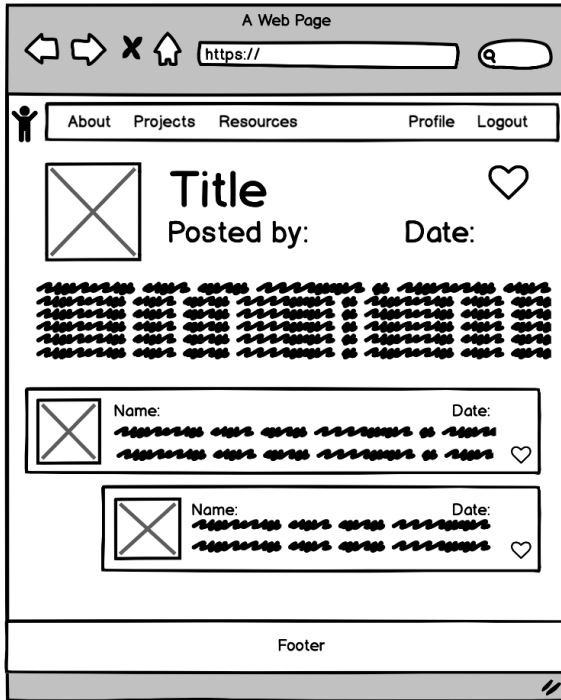 A Web Page
https://
About Projects Resources Profile Logout
Title
Posted by: Date:
Name: Date:
Name: Date:
Footer